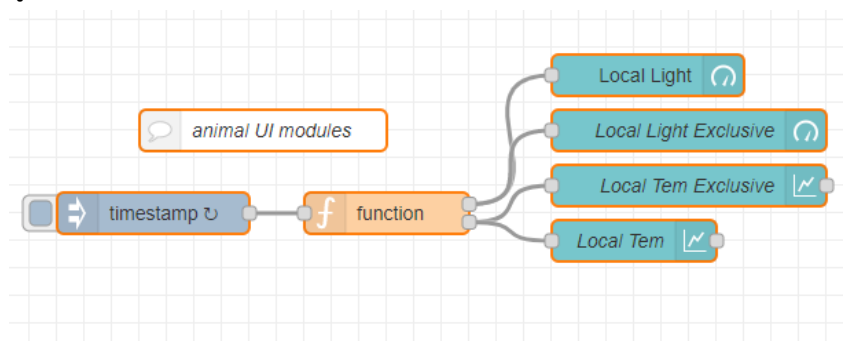 Local Light
animal UI modules
Local Light Exclusive
Local Tem Exclusive
timestamp ↻
function
Local Tem